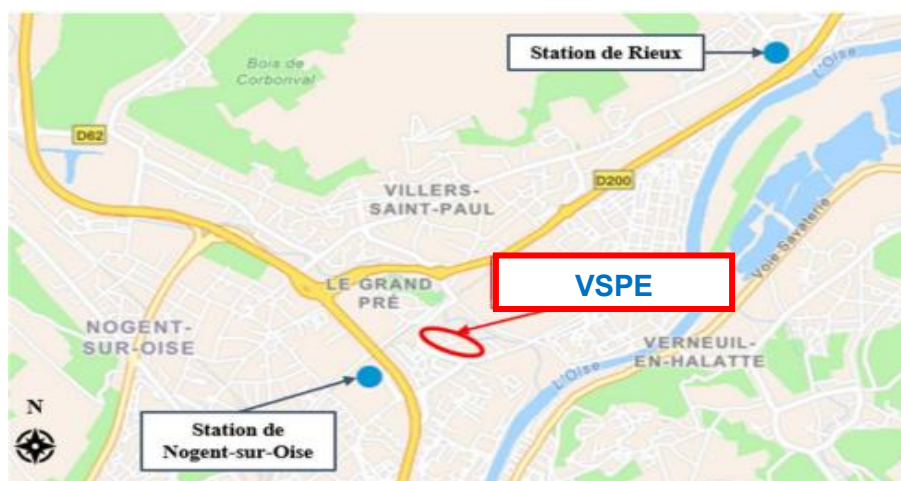 Station de Rieux
Bois de
Corbonval
L'Oise
D62
D200
VILLERS-
SAINT-PAUL
Voie Savaterie
VSPE
LE GRAND
PRÉ
NOGENT-
SUR-OISE
VERNEUIL-
EN-HALATTE
L'Oise
N
Station de
Nogent-sur-Oise